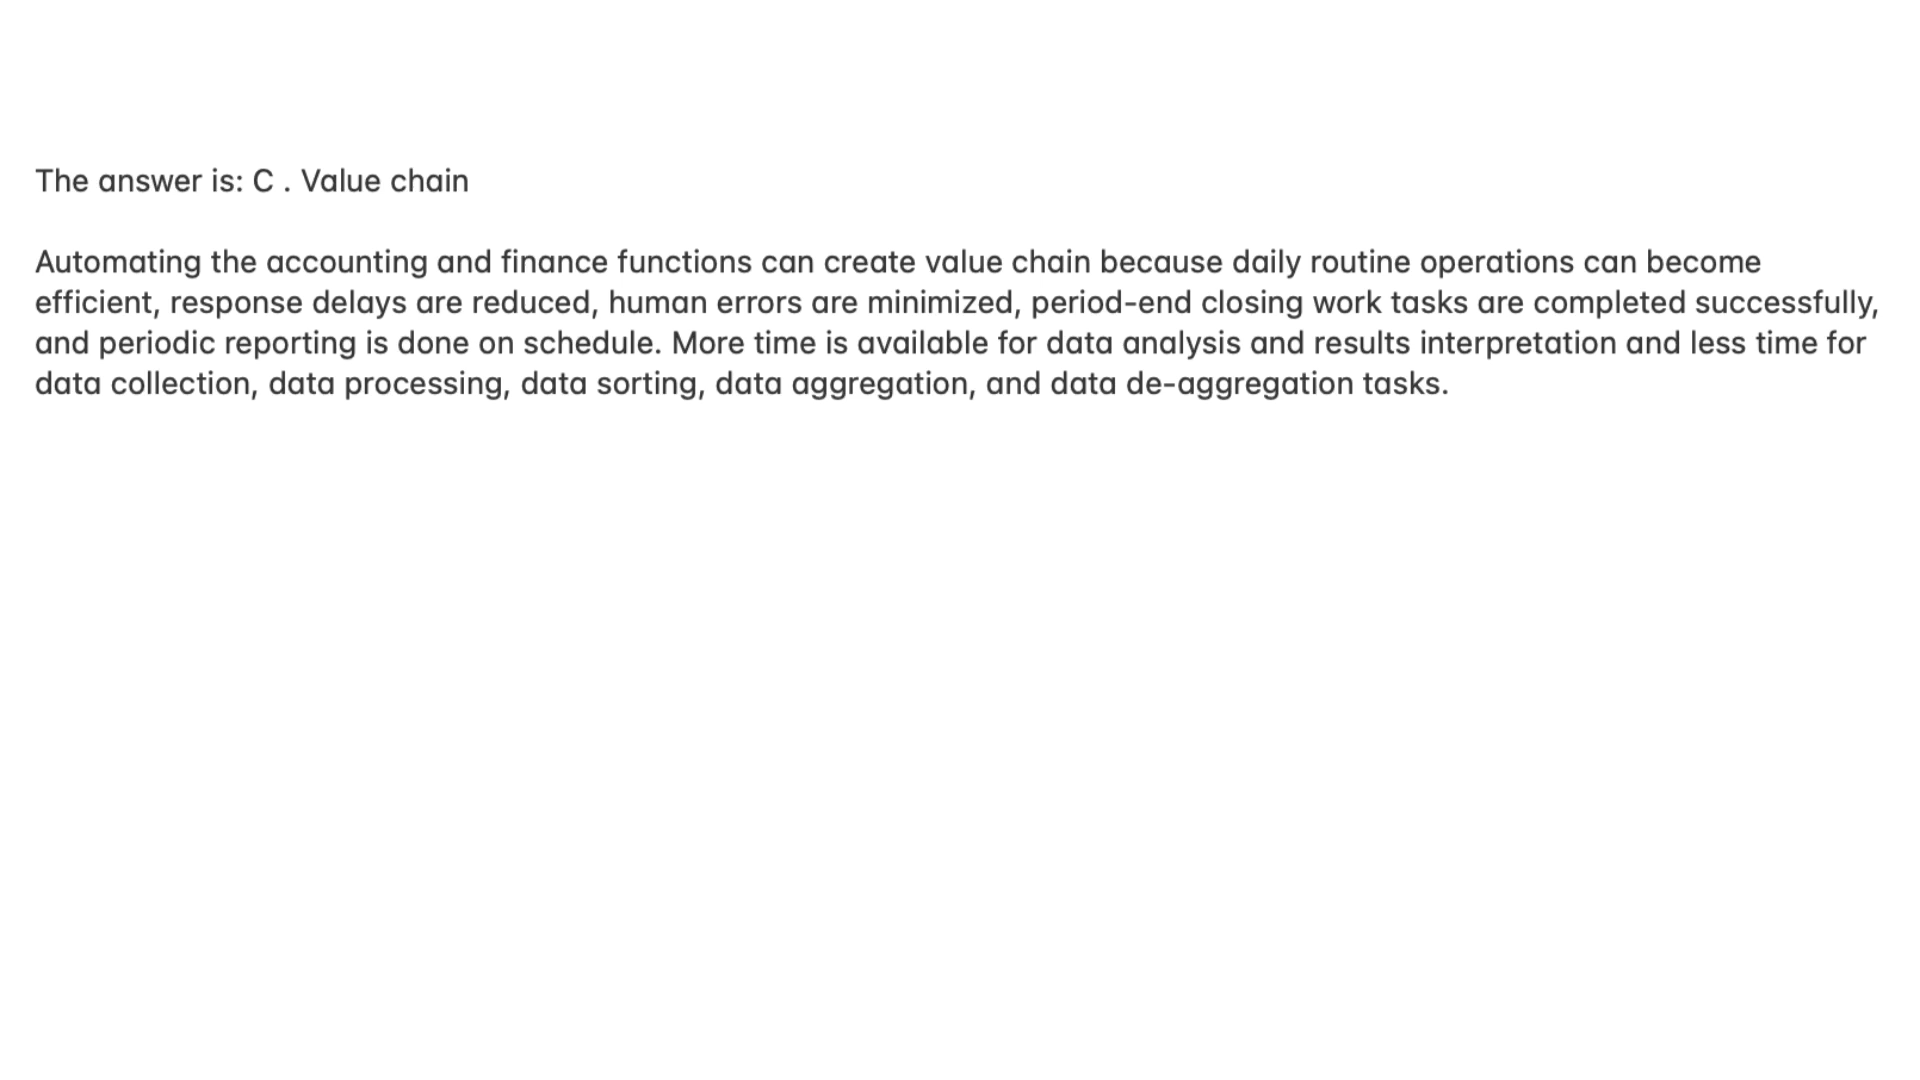 The answer is: C . Value chain
Automating the accounting and finance functions can create value chain because daily routine operations can become
efficient, response delays are reduced, human errors are minimized, period-end closing work tasks are completed successfully,
and periodic reporting is done on schedule. More time is available for data analysis and results interpretation and less time for
data collection, data processing, data sorting, data aggregation, and data de-aggregation tasks.